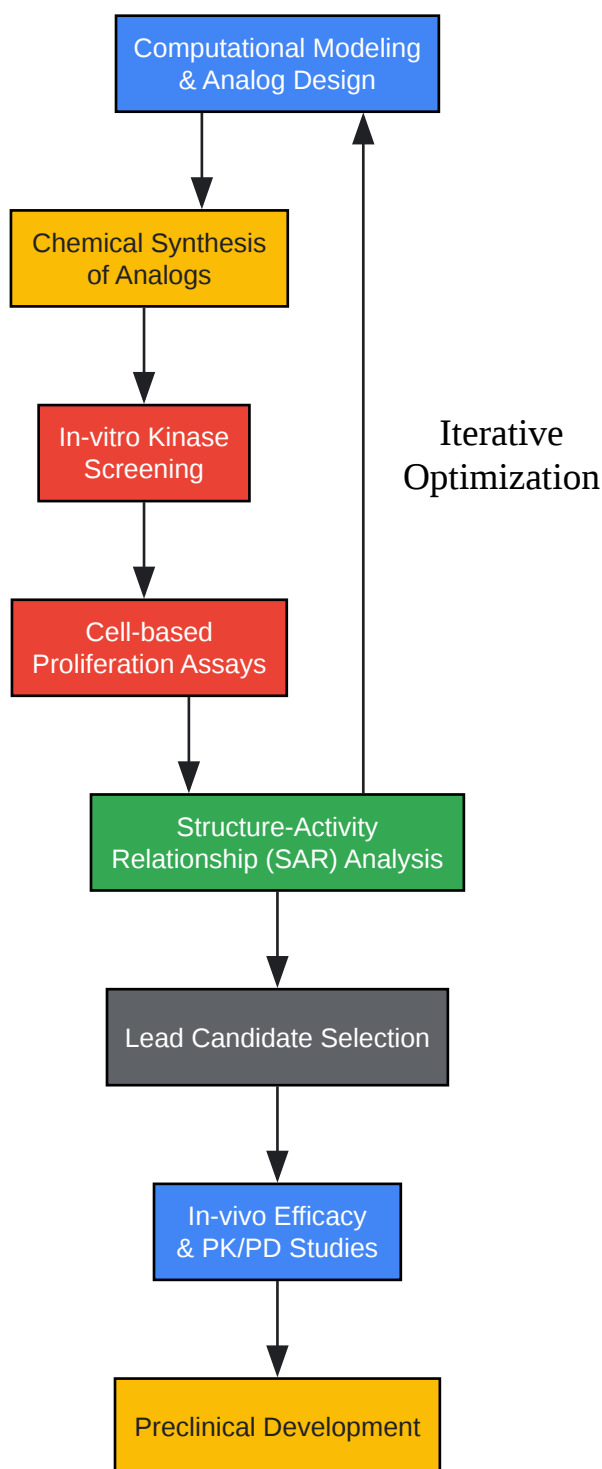 Computational Modeling
& Analog Design
Chemical Synthesis
of Analogs
In-vitro Kinase
Screening
Iterative
Optimization
Cell-based
Proliferation Assays
Structure-Activity
Relationship (SAR) Analysis
Lead Candidate Selection
In-vivo Efficacy
& PK/PD Studies
Preclinical Development